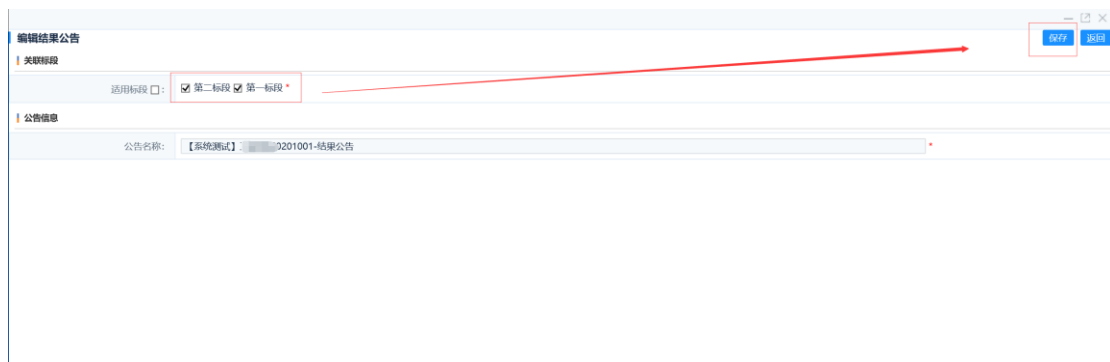 编辑结果公告
保存 返回
关联标段
适用标段 : 第二标段 第一标段 *
公告信息
公告名称: 【系统测试】 0201001-结果公告 *